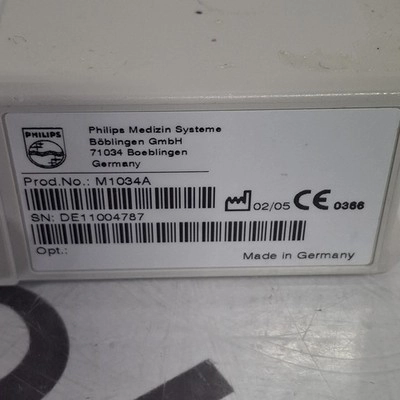 PHILIPS
Philips Medizin Systeme
Böblingen GmbH
71034 Boeblingen
Germany
Prod.No.: M1034A
02/05 CE 0366
SN: DE11004787
Opt.:
Made in Germany